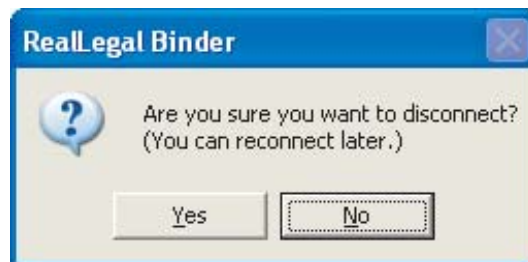 RealLegal Binder
Are you sure you want to disconnect?
(You can reconnect later.)
Yes
No